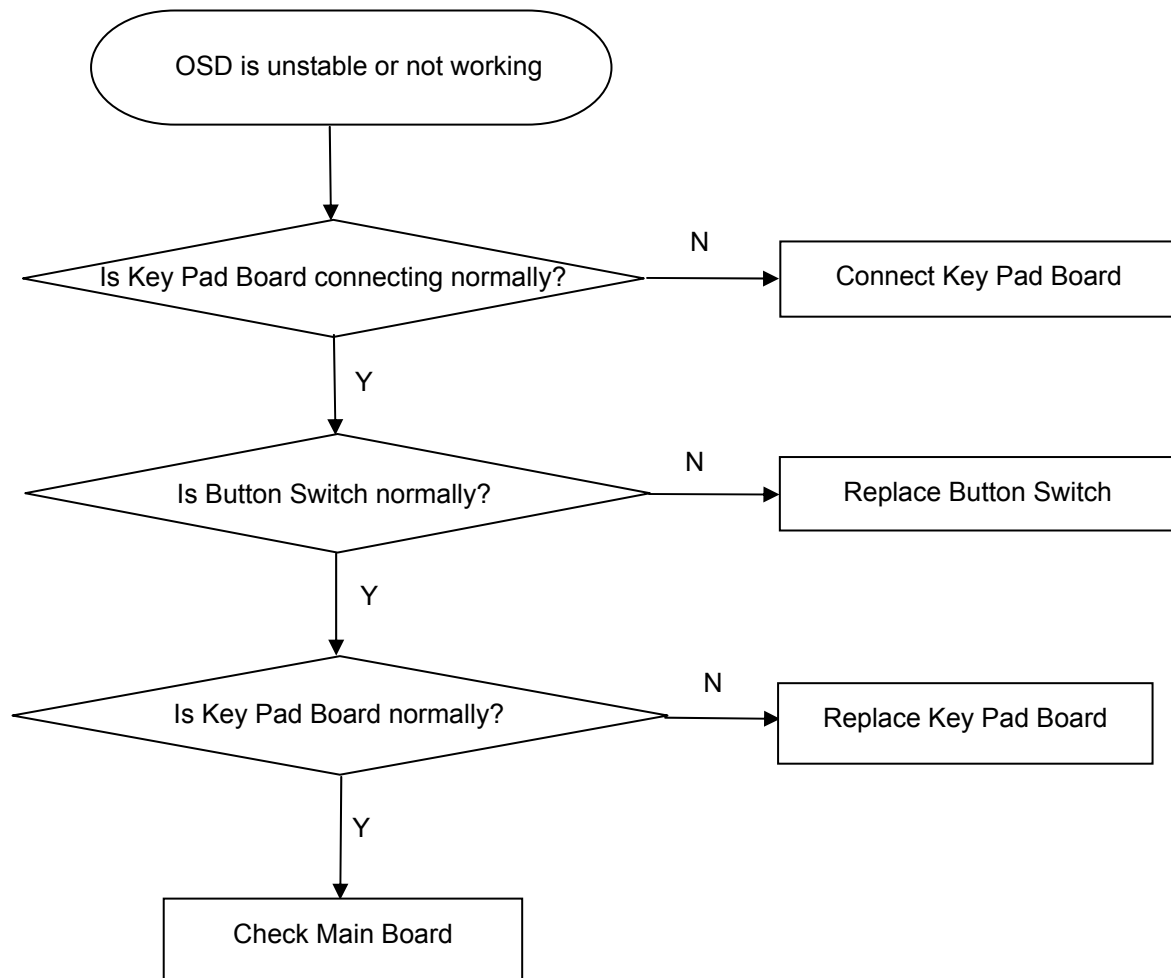 OSD is unstable or not working
N
Is Key Pad Board connecting normally?
Connect Key Pad Board
Y
N
Is Button Switch normally?
Replace Button Switch
Y
N
Is Key Pad Board normally?
Replace Key Pad Board
Y
Check Main Board